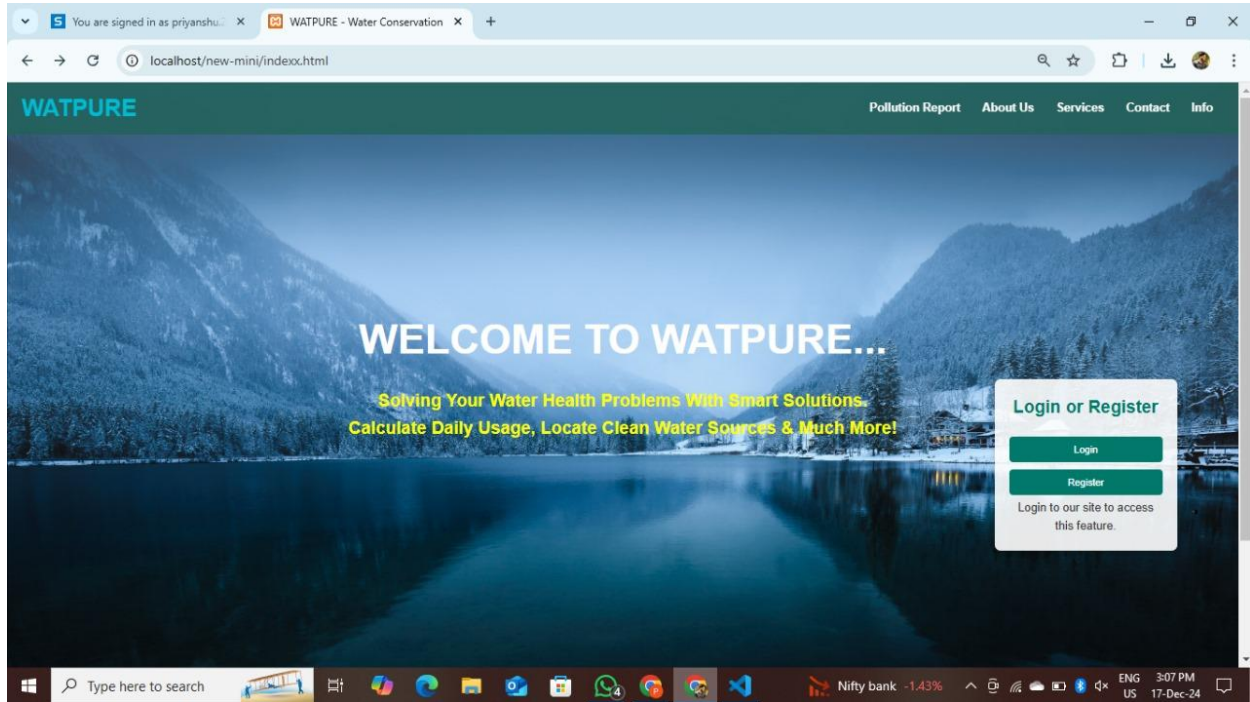 You are signed in as priyanshu.
WATPURE - Water Conservation
localhost/new-mini/indexx.html
WATPURE
Pollution Report About Us Services Contact Info
WELCOME TO WATPURE...
Solving Your Water Health Problems With Smart Solutions.
Calculate Daily Usage, Locate Clean Water Sources & Much More!
Login or Register
Login
Register
Login to our site to access
this feature.
Type here to search
4
Nifty bank -1.43%
ENG
US
3:07 PM
17-Dec-24